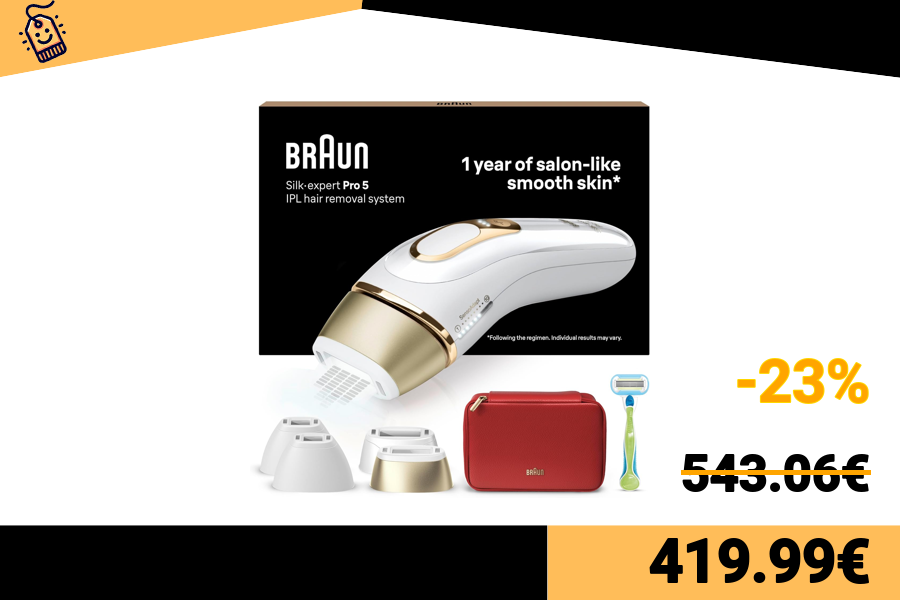 BRAUN
BRAUN
Silk·expert Pro 5
IPL hair removal system
1 year of salon-like
smooth skin*
*Following the regimen. Individual results may vary.
BRAUN
-23%
543.06€
419.99€